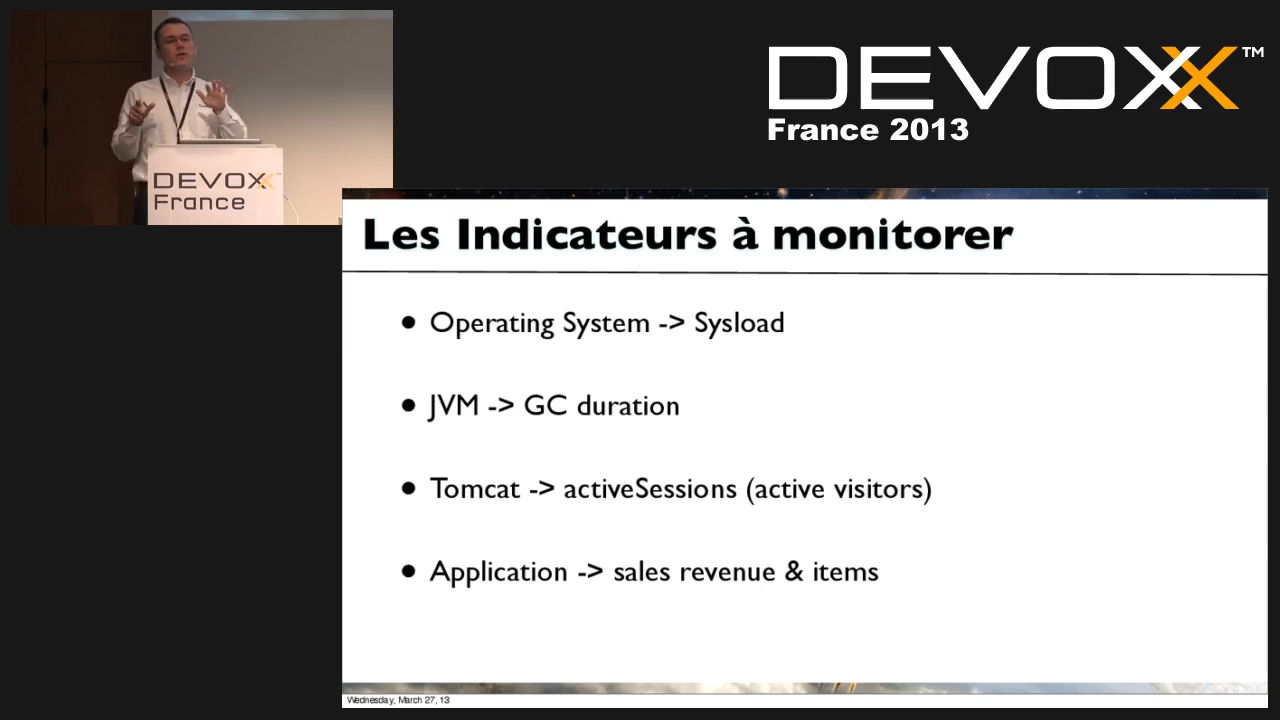 DEVOXX™
France 2013
DEVOXX
France
Les Indicateurs à monitorer
• Operating System -> Sysload
• JVM -> GC duration
• Tomcat -> activeSessions (active visitors)
• Application -> sales revenue & items
Wednesday, March 27, 13